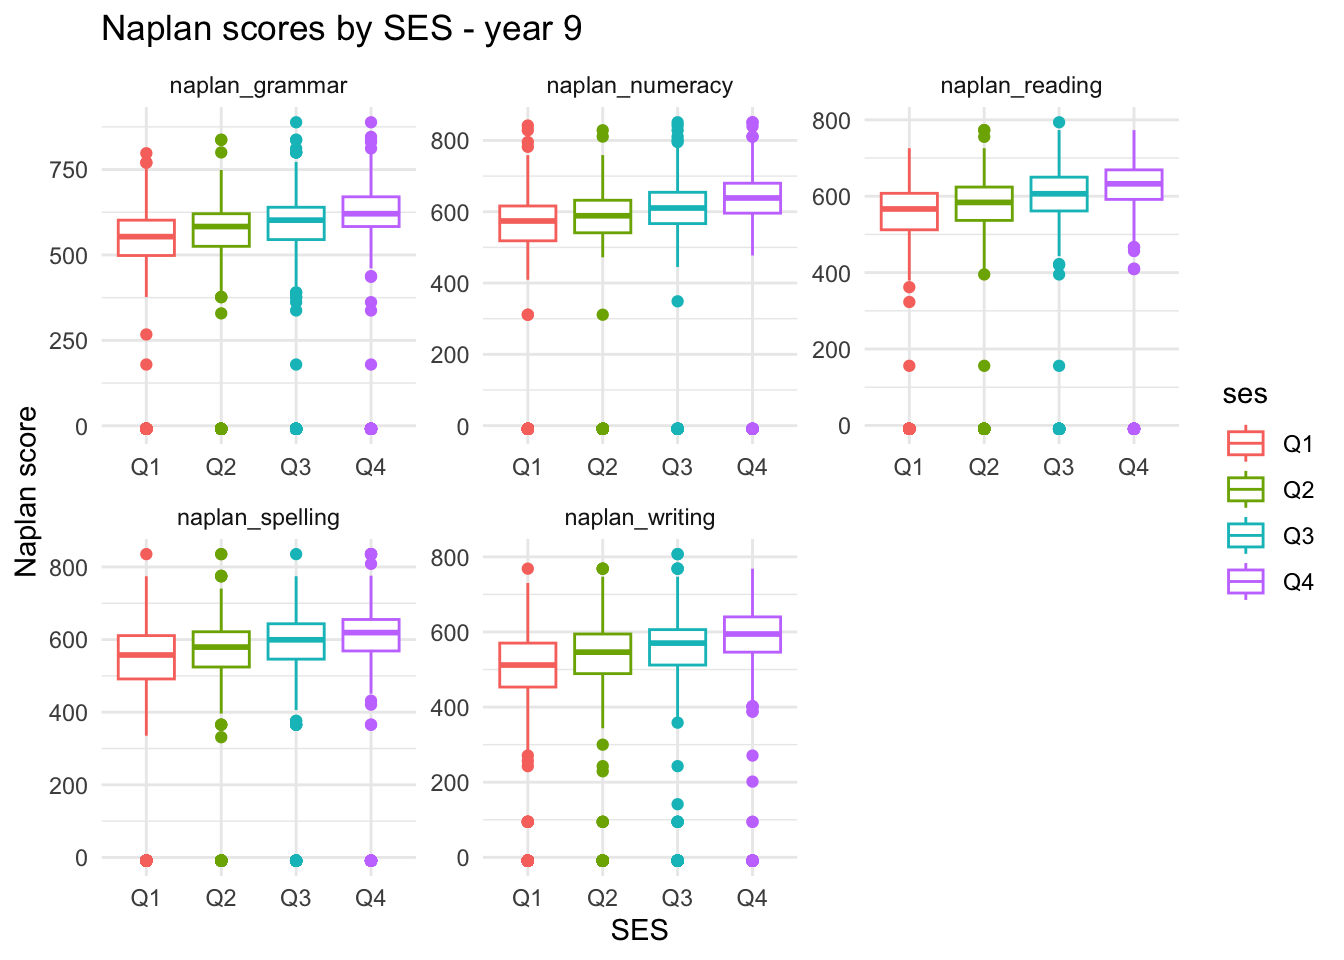 Naplan scores by SES - year 9
naplan_grammar
naplan_numeracy
naplan_reading
750
500
250
0
800
600
400
200
0
800
600
400
200
0
Q1 Q2 Q3 Q4
Q1 Q2 Q3 Q4
Q1 Q2 Q3 Q4
naplan_spelling
naplan_writing
800
600
400
200
0
800
600
400
200
0
Q1 Q2 Q3 Q4
Q1 Q2 Q3 Q4
Naplan score
SES
ses
Q1
Q2
Q3
Q4